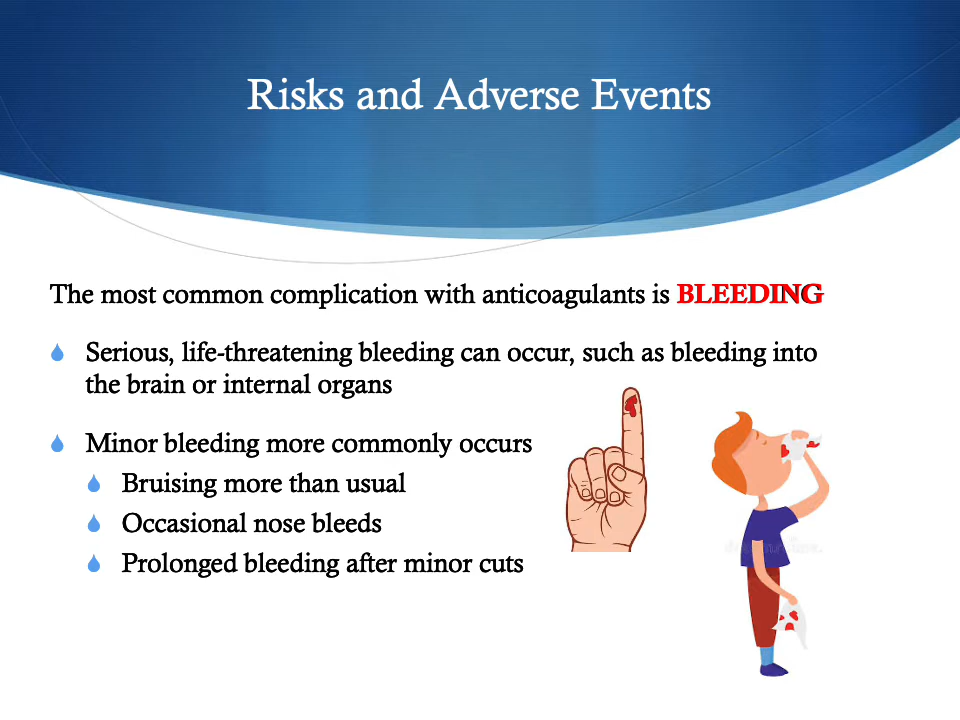 Risks and Adverse Events
The most common complication with anticoagulants is BLEEDING
Serious, life-threatening bleeding can occur, such as bleeding into
the brain or internal organs
Minor bleeding more commonly occurs
Bruising more than usual
Occasional nose bleeds
Prolonged bleeding after minor cuts